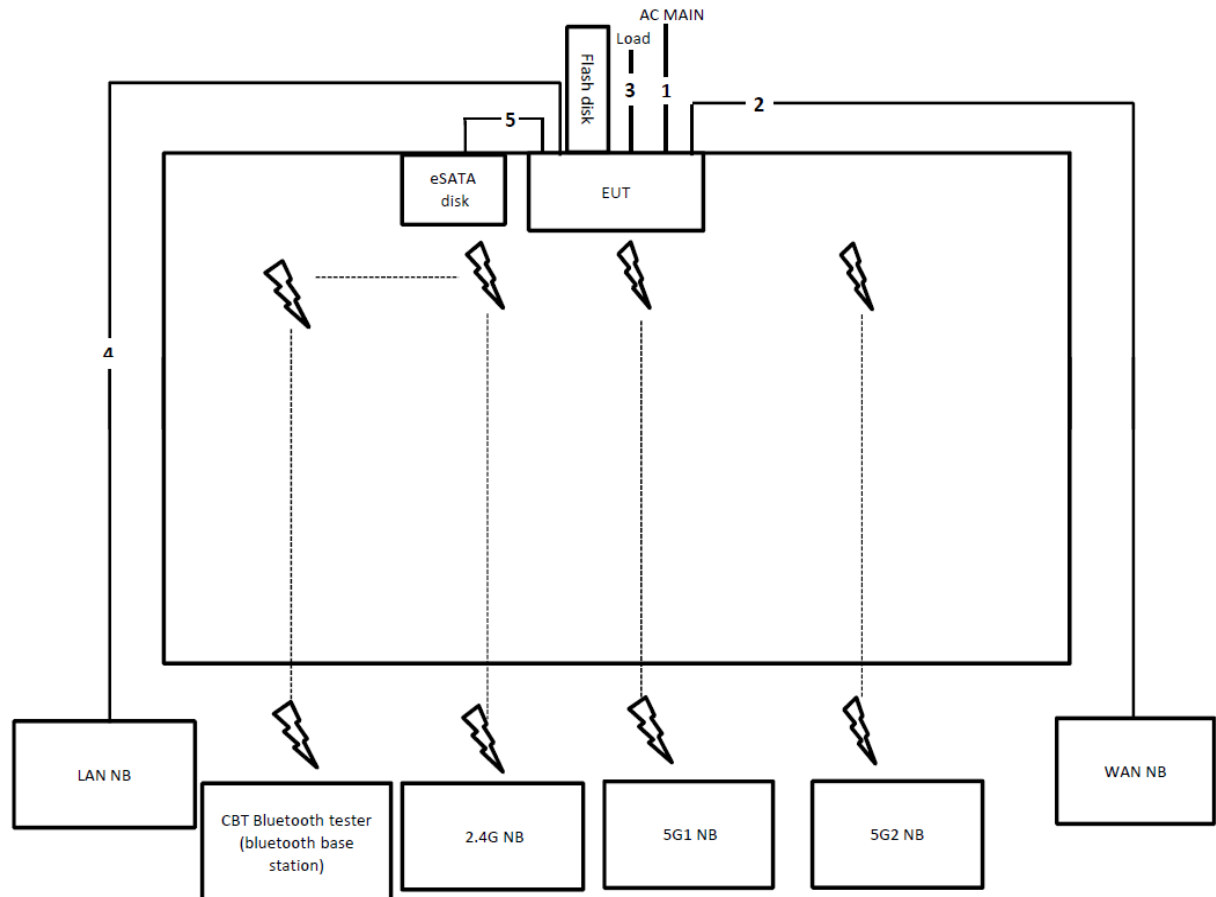 AC MAIN
Load
Flash disk
3
1
2
5
eSATA
disk
EUT
4
LAN NB
WAN NB
CBT Bluetooth tester
(bluetooth base
station)
2.4G NB
5G1 NB
5G2 NB